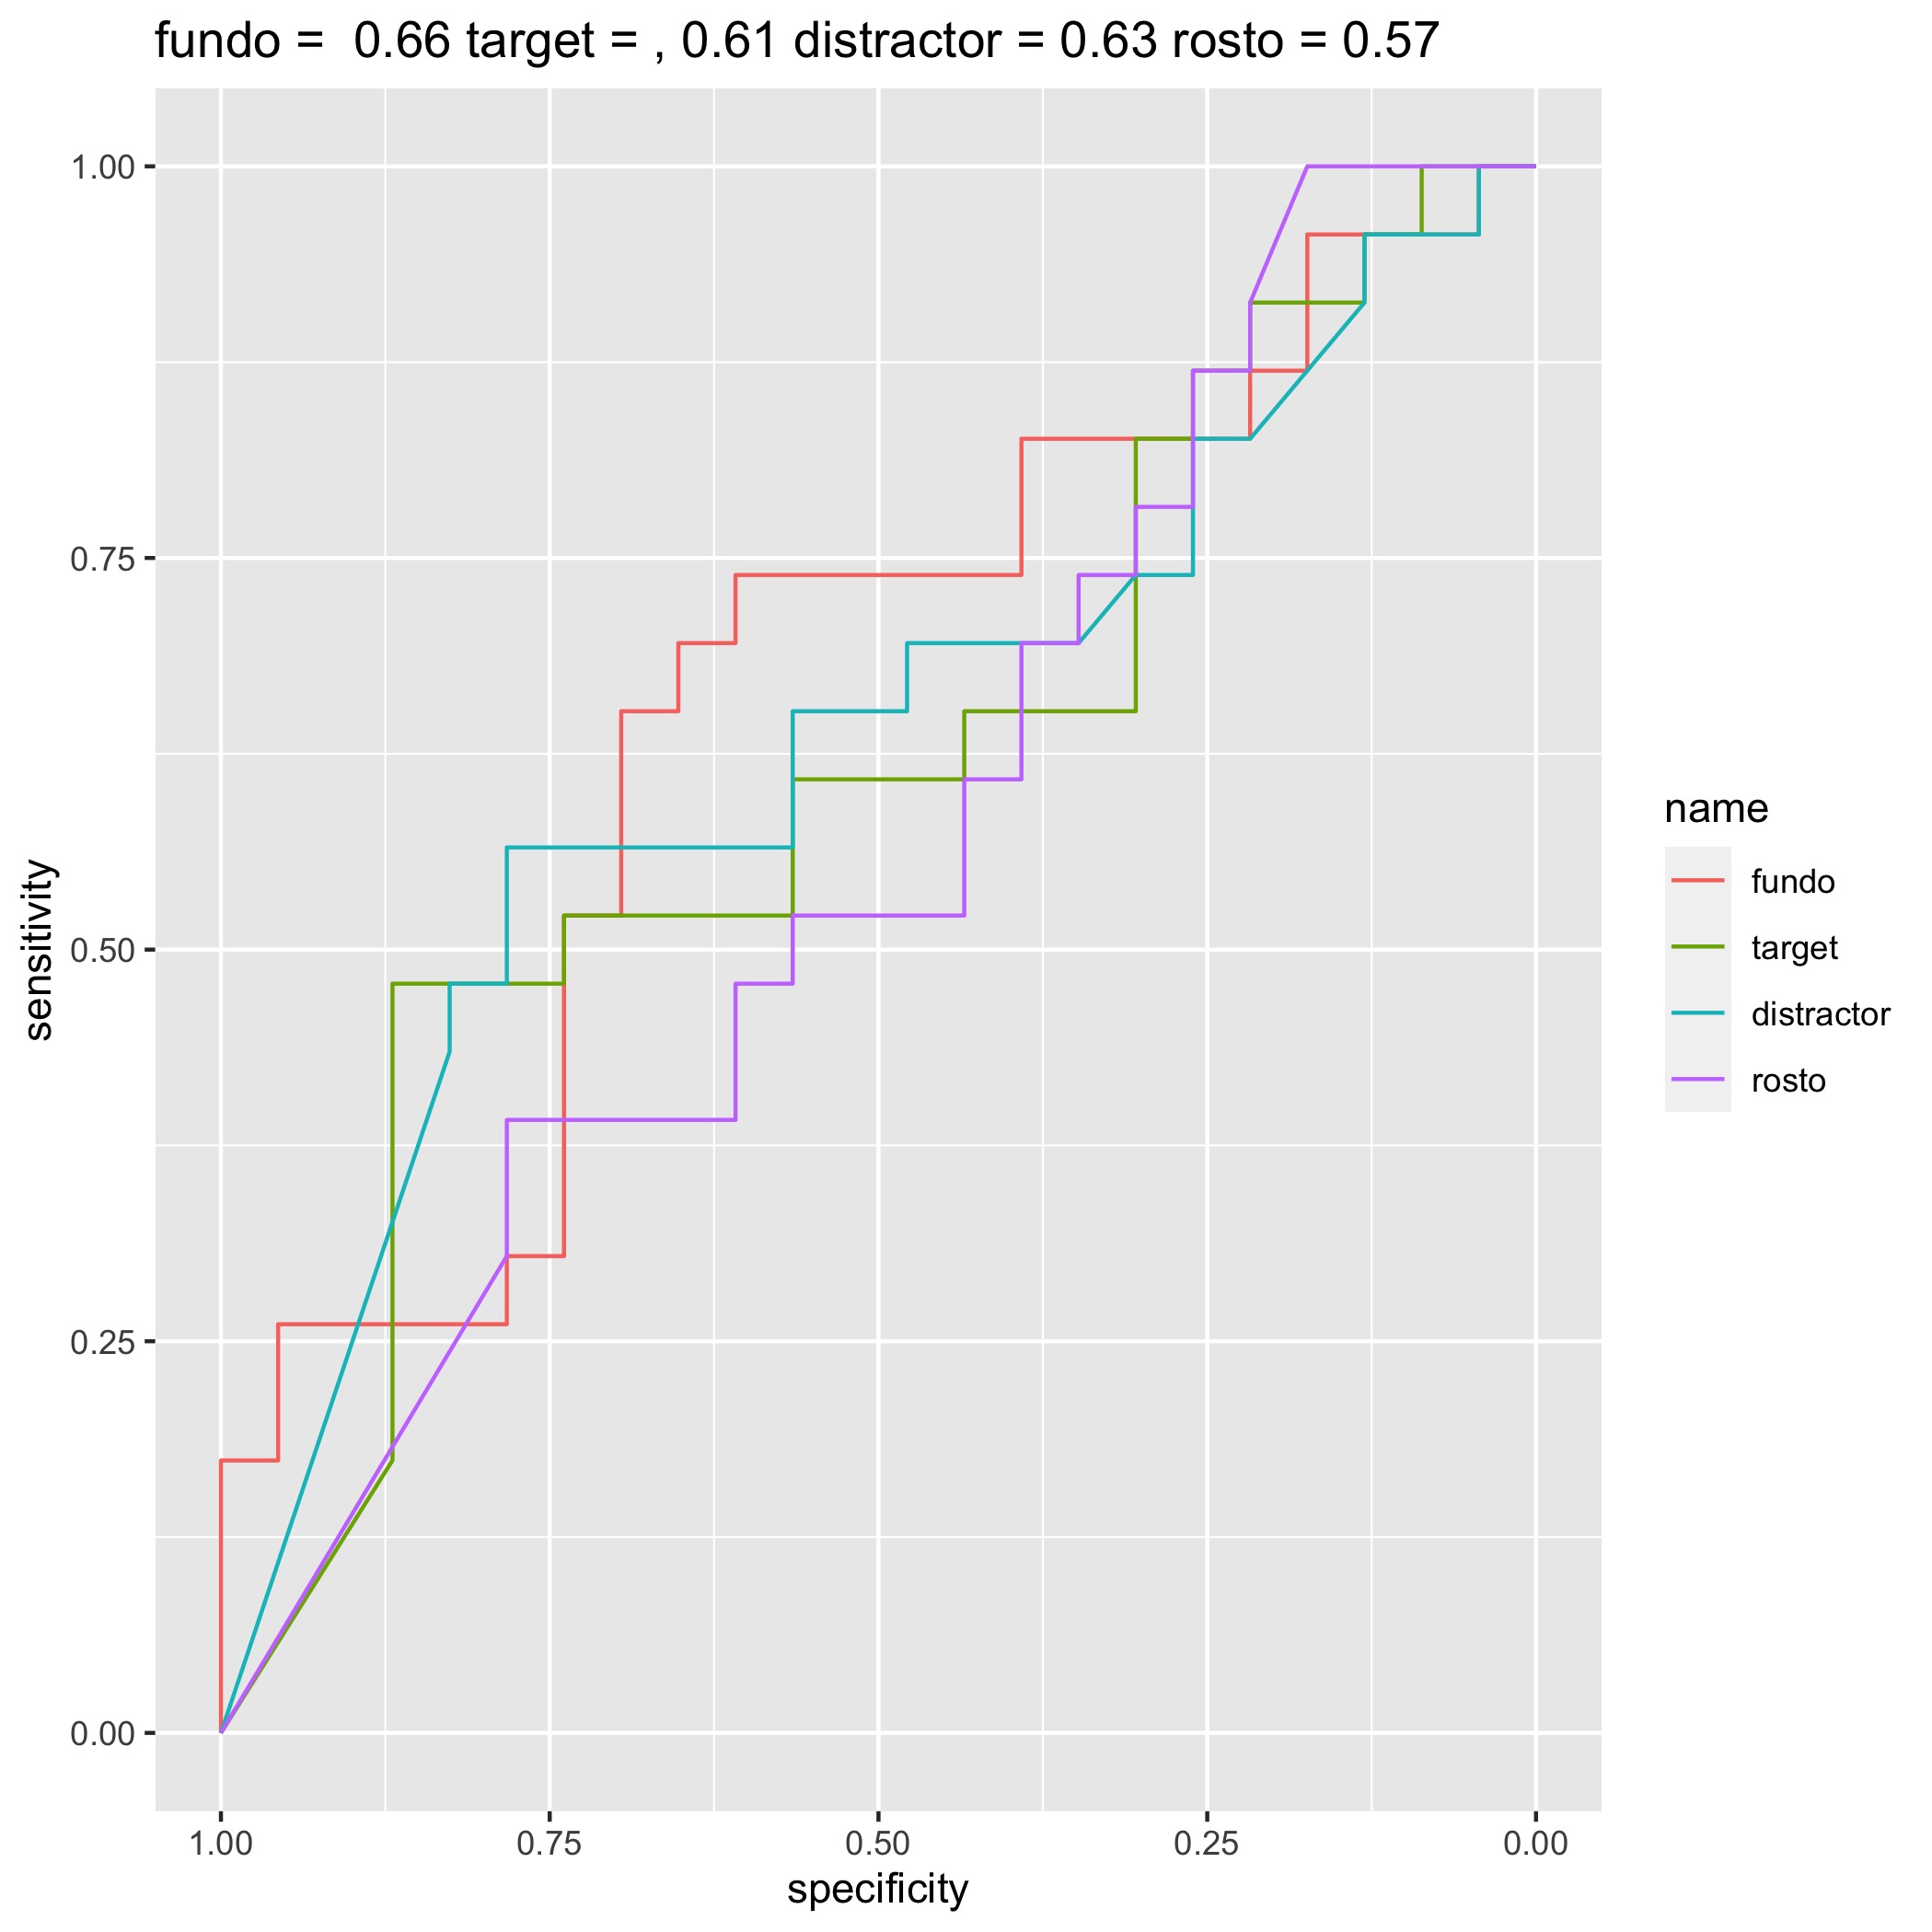 fundo =  0.66 target = , 0.61 distractor = 0.63 rosto = 0.57
1.00
0.75
0.50
0.25
0.00
sensitivity
1.00 0.75 0.50 0.25 0.00
specificity
name
fundo
target
distractor
rosto